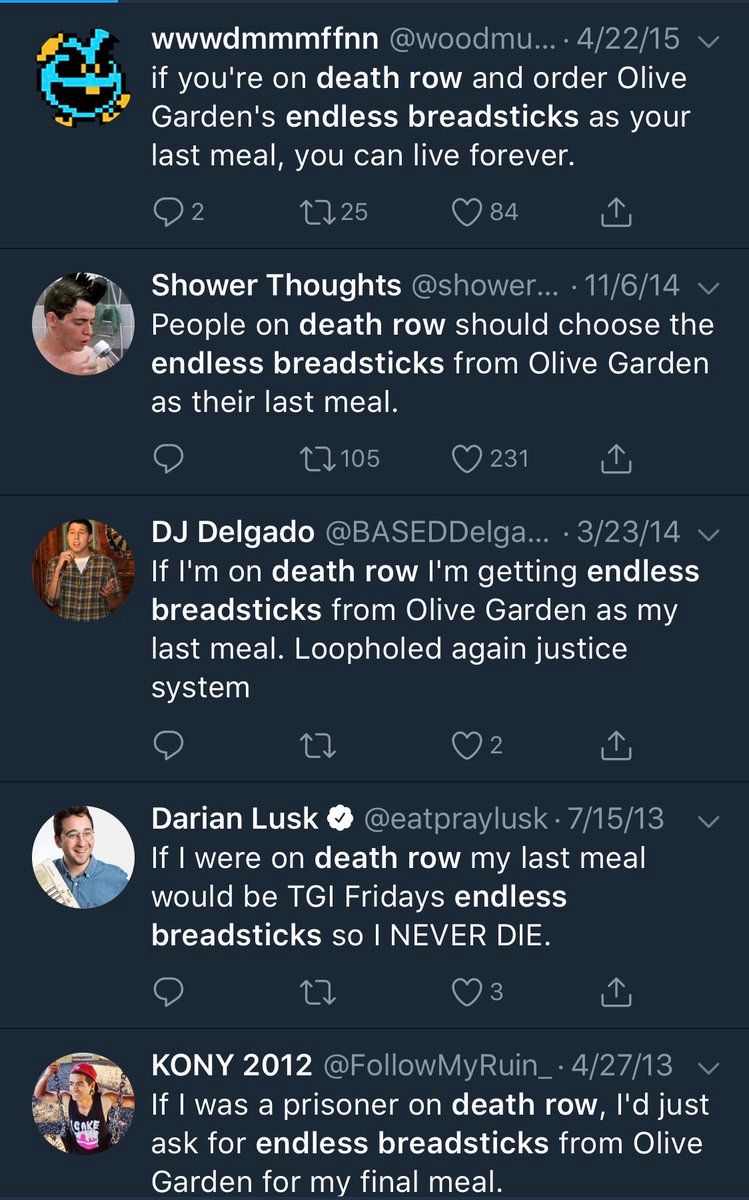 wwwdmmmffnn @woodmu... · 4/22/15
if you're on death row and order Olive
Garden's endless breadsticks as your
last meal, you can live forever.
2 25 84
Shower Thoughts @shower... · 11/6/14
People on death row should choose the
endless breadsticks from Olive Garden
as their last meal.
105 231
DJ Delgado @BASEDDelga... · 3/23/14
If I'm on death row I'm getting endless
breadsticks from Olive Garden as my
last meal. Loopholed again justice
system
2
Darian Lusk @eatpraylusk · 7/15/13
If I were on death row my last meal
would be TGI Fridays endless
breadsticks so I NEVER DIE.
3
KONY 2012 @FollowMyRuin_ · 4/27/13
If I was a prisoner on death row, I'd just
ask for endless breadsticks from Olive
Garden for my final meal.